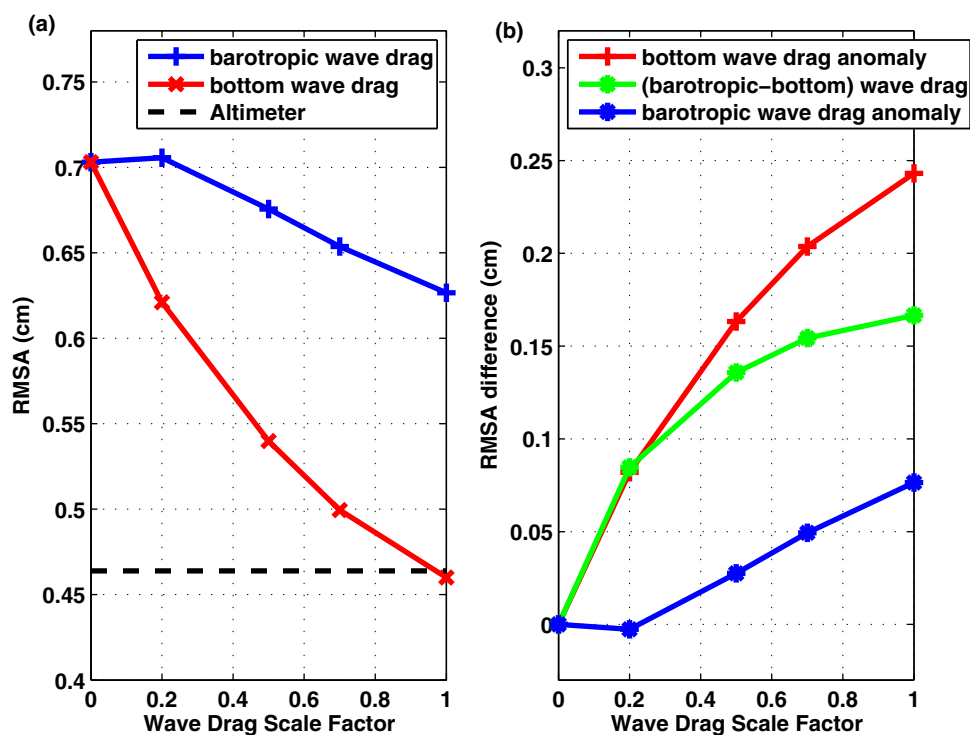 (a)
barotropic wave drag
bottom wave drag
Altimeter
RMSA (cm)
0.75
0.7
0.65
0.6
0.55
0.5
0.45
0.4
0
0.2
0.4
0.6
0.8
1
Wave Drag Scale Factor
(b)
bottom wave drag anomaly
(barotropic−bottom) wave drag
barotropic wave drag anomaly
RMSA difference (cm)
0.3
0.25
0.2
0.15
0.1
0.05
0
0
0.2
0.4
0.6
0.8
1
Wave Drag Scale Factor